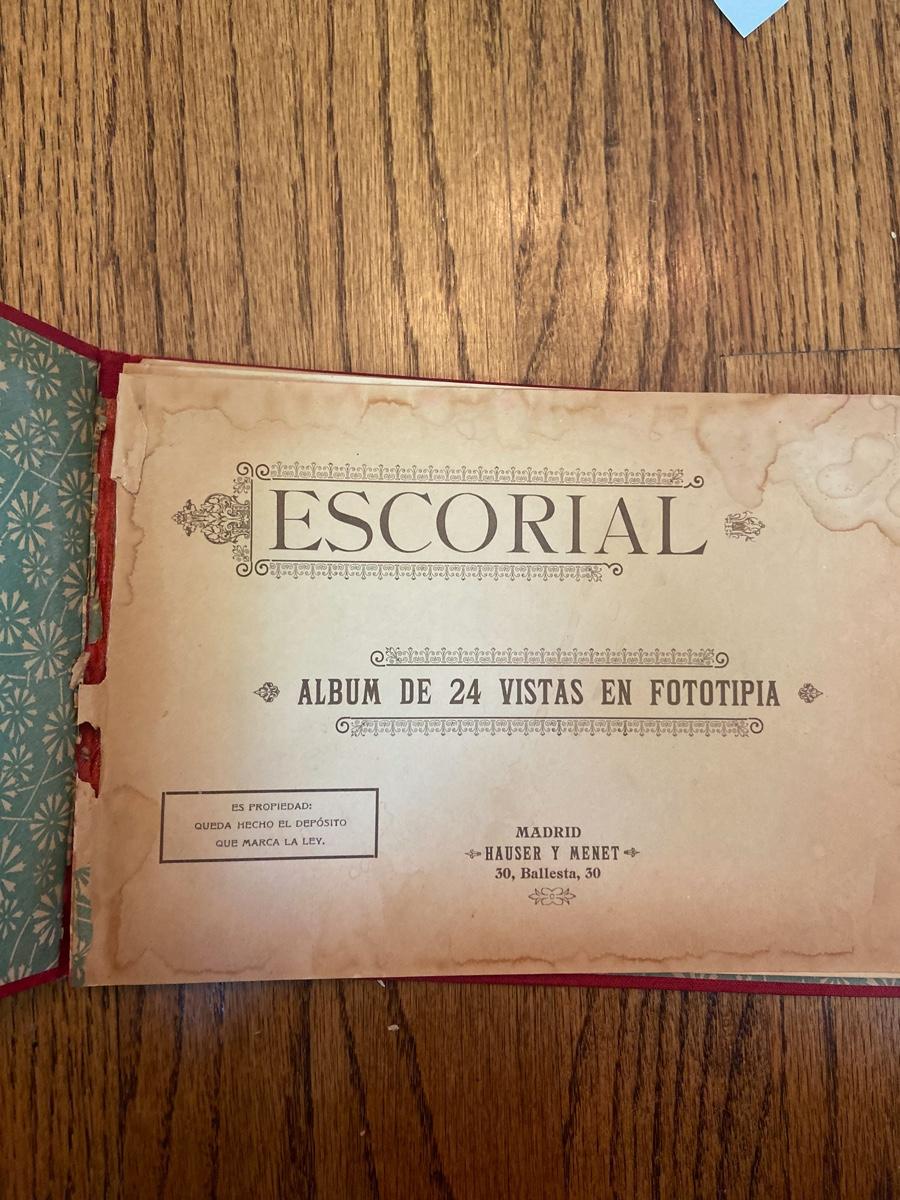 ESCORIAL
ALBUM DE 24 VISTAS EN FOTOTIPIA
ES PROPIEDAD:
QUEDA HECHO EL DEPÓSITO
QUE MARCA LA LEY.
MADRID
HAUSER Y MENET
30, Ballesta, 30